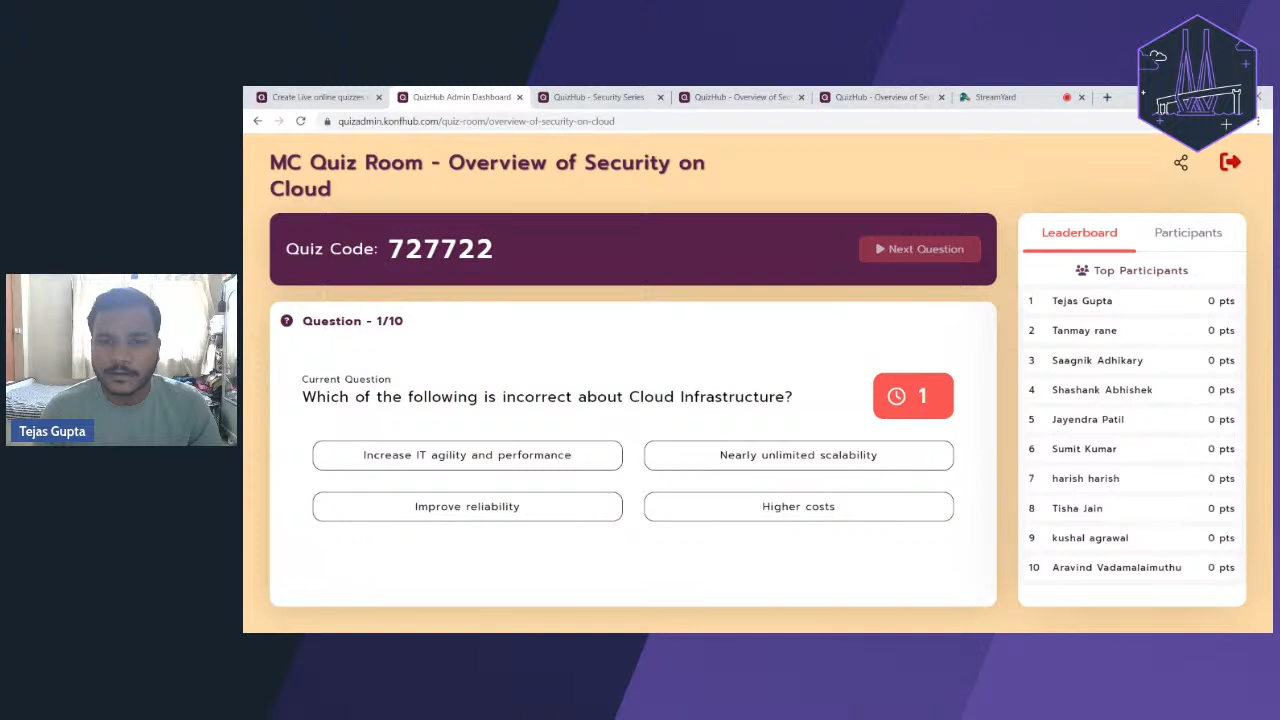 Create Live online quizzes
QuizHub Admin Dashboard
QuizHub - Security Series
QuizHub - Overview of Sec
QuizHub - Overview of Sec
StreamYard
quizadmin.konfhub.com/quiz-room/overview-of-security-on-cloud
MC Quiz Room - Overview of Security on
Cloud
Quiz Code: 727722
Next Question
Question - 1/10
Current Question
Which of the following is incorrect about Cloud Infrastructure?
1
Increase IT agility and performance
Nearly unlimited scalability
Improve reliability
Higher costs
Leaderboard
Participants
Top Participants
1 Tejas Gupta 0 pts
2 Tanmay rane 0 pts
3 Saagnik Adhikary 0 pts
4 Shashank Abhishek 0 pts
5 Jayendra Patil 0 pts
6 Sumit Kumar 0 pts
7 harish harish 0 pts
8 Tisha Jain 0 pts
9 kushal agrawal 0 pts
10 Aravind Vadamalaimuthu 0 pts
Tejas Gupta